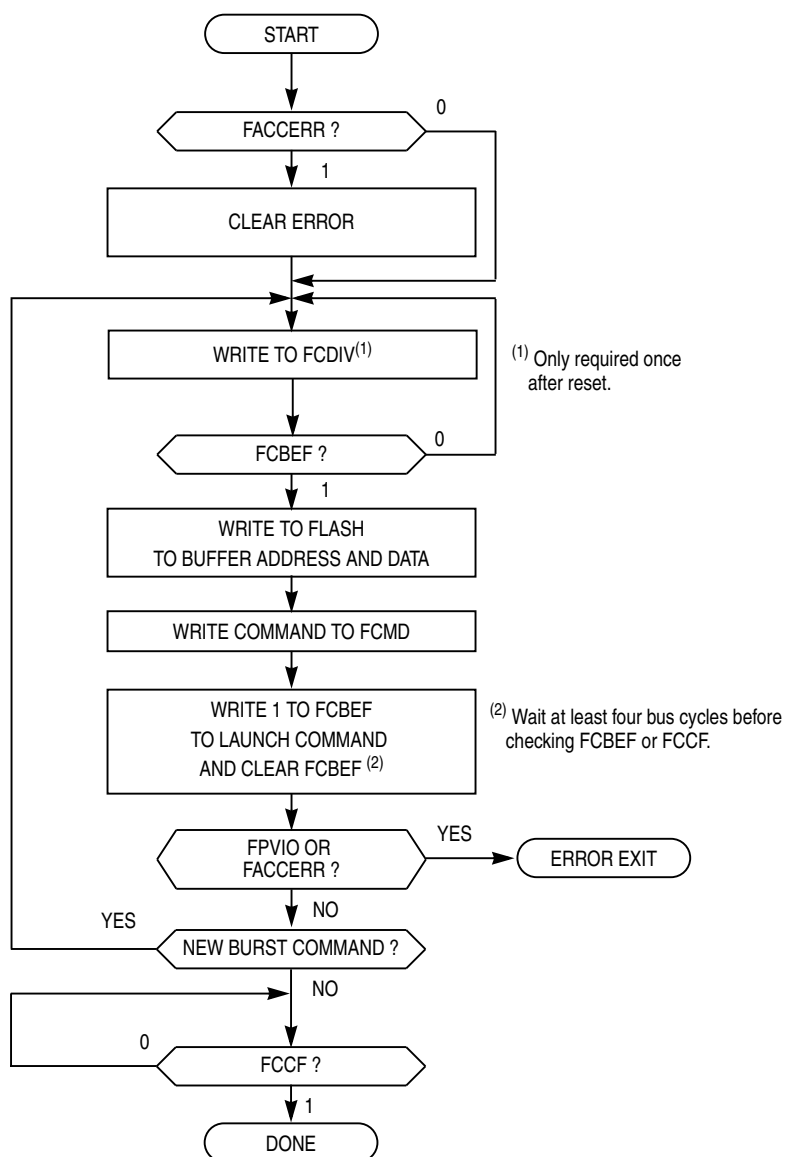 START
FACCERR ?
0
1
CLEAR ERROR
WRITE TO FCDIV(1)
(1) Only required once
after reset.
FCBEF ?
0
1
WRITE TO FLASH
TO BUFFER ADDRESS AND DATA
WRITE COMMAND TO FCMD
WRITE 1 TO FCBEF
TO LAUNCH COMMAND
AND CLEAR FCBEF (2)
(2) Wait at least four bus cycles before
checking FCBEF or FCCF.
FPVIO OR
FACCERR ?
YES
ERROR EXIT
NO
YES
NEW BURST COMMAND ?
NO
0
FCCF ?
1
DONE